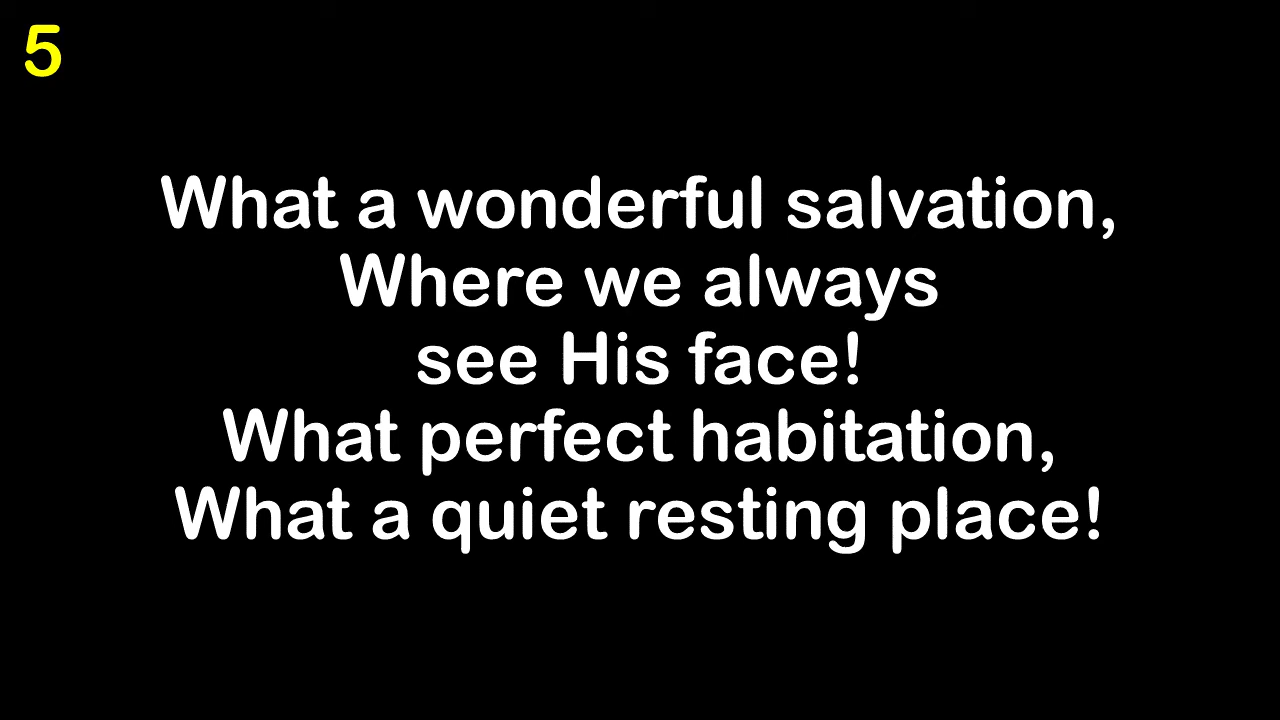 5
What a wonderful salvation,
Where we always
see His face!
What perfect habitation,
What a quiet resting place!